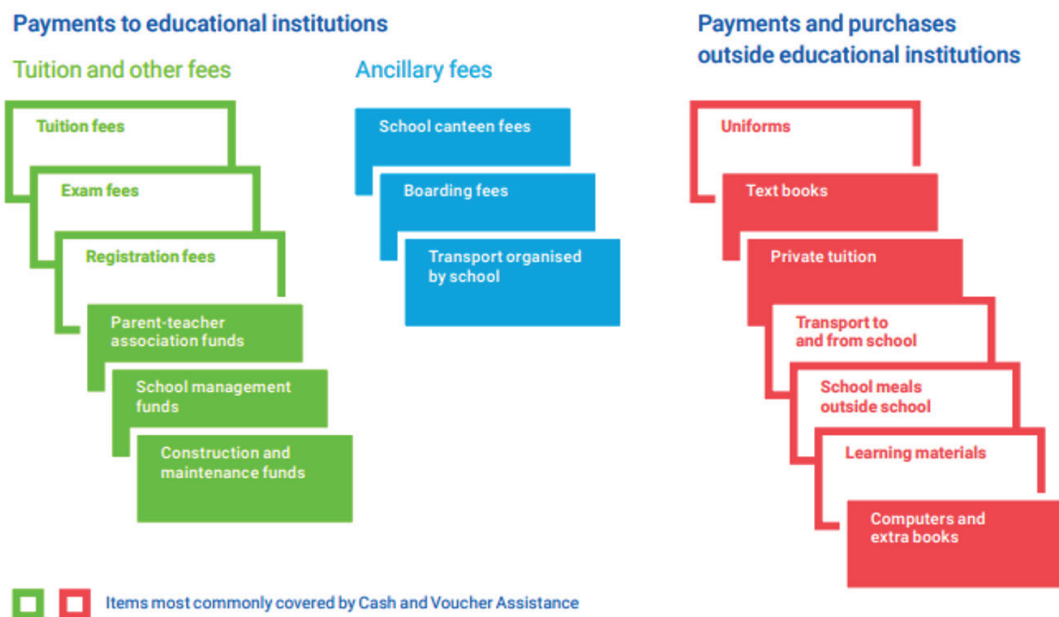 Payments to educational institutions
Tuition and other fees
Tuition fees
Exam fees
Registration fees
Parent-teacher
association funds
School management
funds
Construction and
maintenance funds
Ancillary fees
School canteen fees
Boarding fees
Transport organised
by school
Payments and purchases
outside educational institutions
Uniforms
Text books
Private tuition
Transport to
and from school
School meals
outside school
Learning materials
Computers and
extra books
Items most commonly covered by Cash and Voucher Assistance